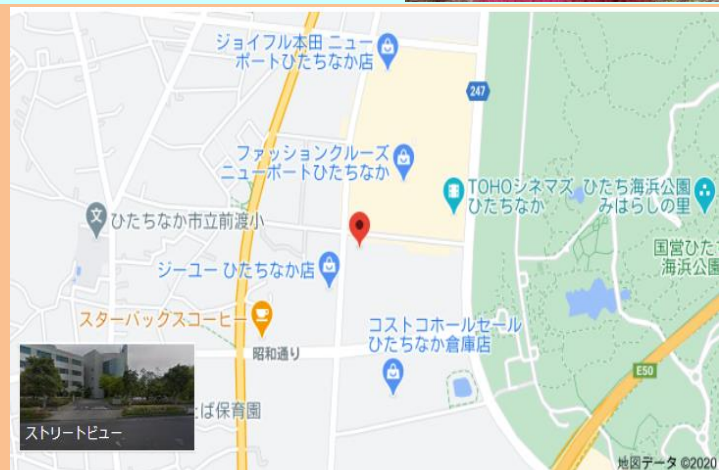 ジョイフル本田 ニュー
ポートひたちなか店
247
ファッションクルーズ
ニューポートひたちなか
TOHOシネマズ
ひたちなか
ひたち海浜公園
みはらしの里
ひたちなか市立前渡小
国営ひた
海浜公園
ジーユー ひたちなか店
スターバックスコーヒー
コストコホールセール
ひたちなか倉庫店
昭和通り
E50
ば保育園
ストリートビュー
地図データ ©2020